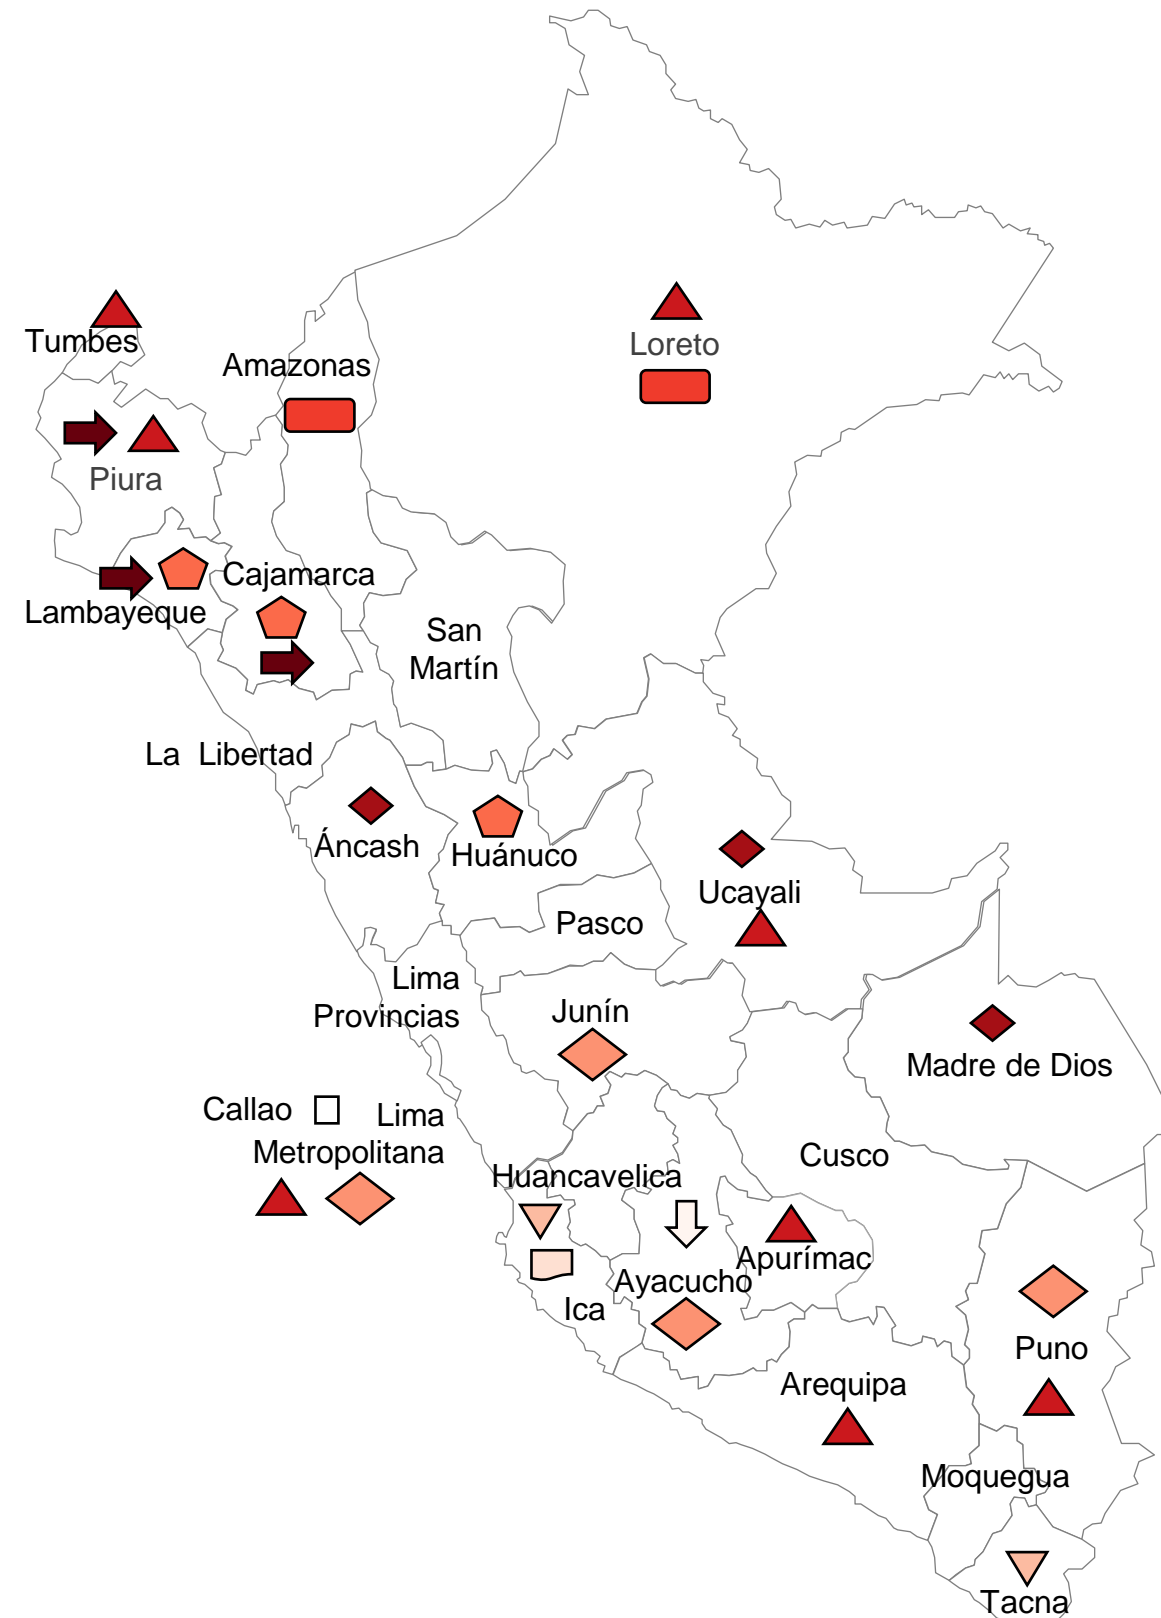 Tumbes
Amazonas
Loreto
Piura
Cajamarca
Lambayeque
San
Martín
La Libertad
Áncash
Huánuco
Ucayali
Pasco
Lima
Provincias
Junín
Madre de Dios
Callao
Lima
Metropolitana
Cusco
Huancavelica
Apurímac
Ayacucho
Ica
Puno
Arequipa
Moquegua
Tacna